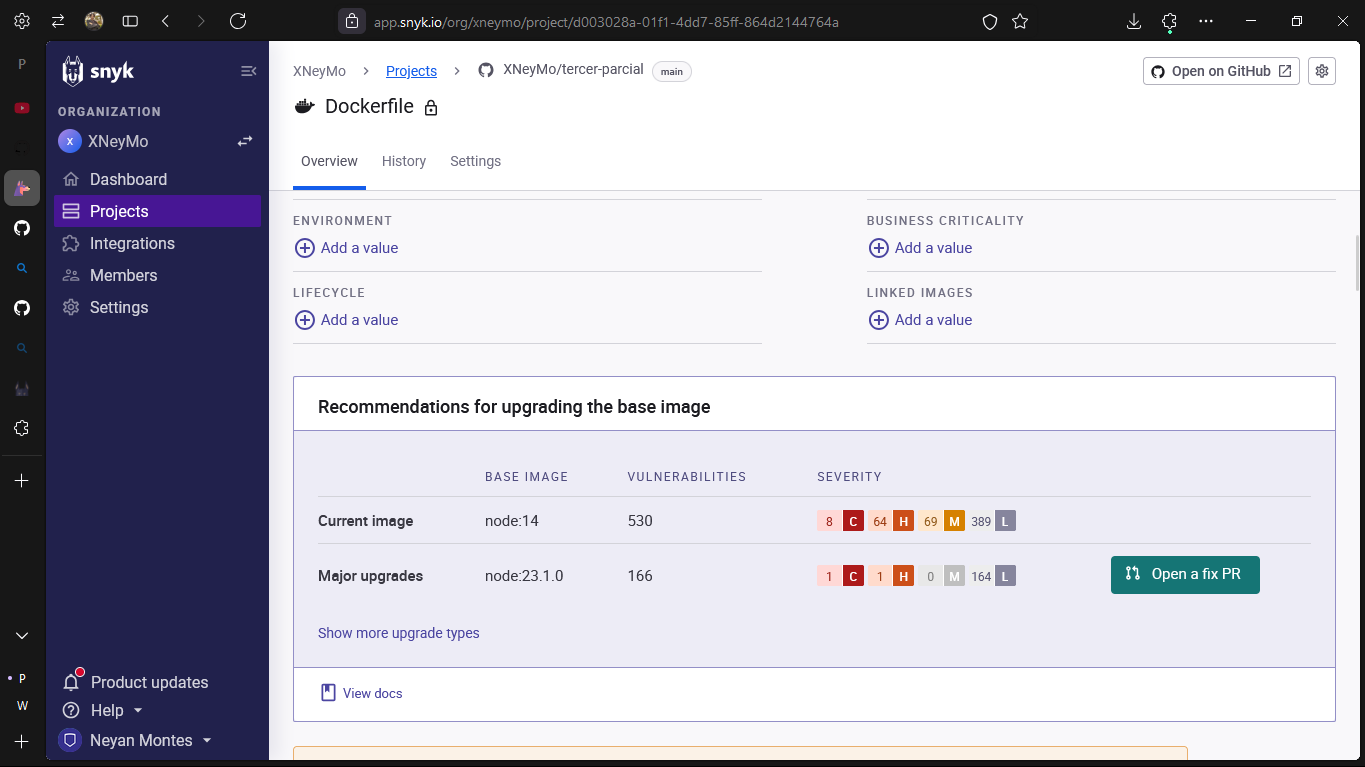 app.snyk.io/org/xneymo/project/d003028a-01f1-4dd7-85ff-864d2144764a
P
snyk
ORGANIZATION
X XNeyMo
Dashboard
Projects
Integrations
Members
Settings
Product updates
Help
Neyan Montes
P
W
XNeyMo > Projects > XNeyMo/tercer-parcial main
Open on GitHub
Dockerfile
Overview History Settings
ENVIRONMENT
Add a value
BUSINESS CRITICALITY
Add a value
LIFECYCLE
Add a value
LINKED IMAGES
Add a value
Recommendations for upgrading the base image
BASE IMAGE VULNERABILITIES SEVERITY
Current image node:14 530 8 C 64 H 69 M 389 L
Major upgrades node:23.1.0 166 1 C 1 H 0 M 164 L Open a fix PR
Show more upgrade types
View docs